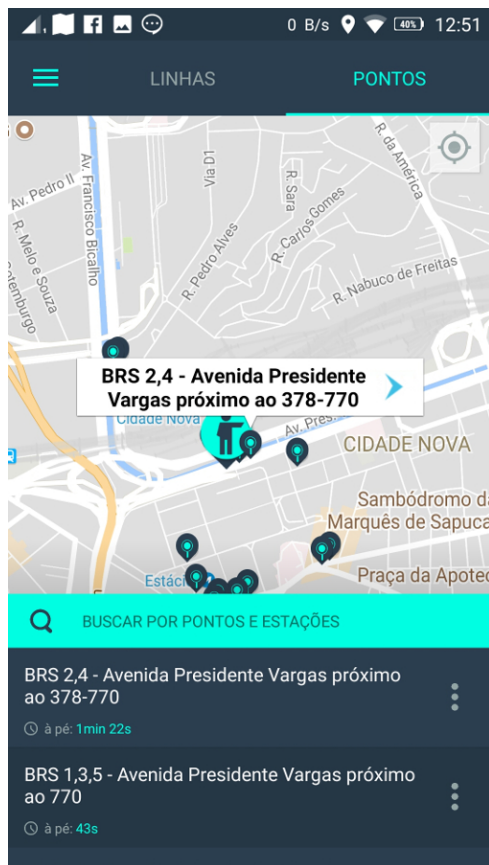 0 B/s 40% 12:51
LINHAS
PONTOS
Av. Pedro II
Av. Francisco Bicalho
Via D1
R. Sara
R. da América
R. Melo e Souza
R. Pedro Alves
R. Carlos Gomes
R. Nabuco de Freitas
BRS 2,4 - Avenida Presidente
Vargas próximo ao 378-770
Cidade Nova
Av. Pres.
CIDADE NOVA
Sambódromo d
Marquês de Sapuca
Estáci
Praça da Apoteo
BUSCAR POR PONTOS E ESTAÇÕES
BRS 2,4 - Avenida Presidente Vargas próximo
ao 378-770
à pé: 1min 22s
BRS 1,3,5 - Avenida Presidente Vargas próximo
ao 770
à pé: 43s